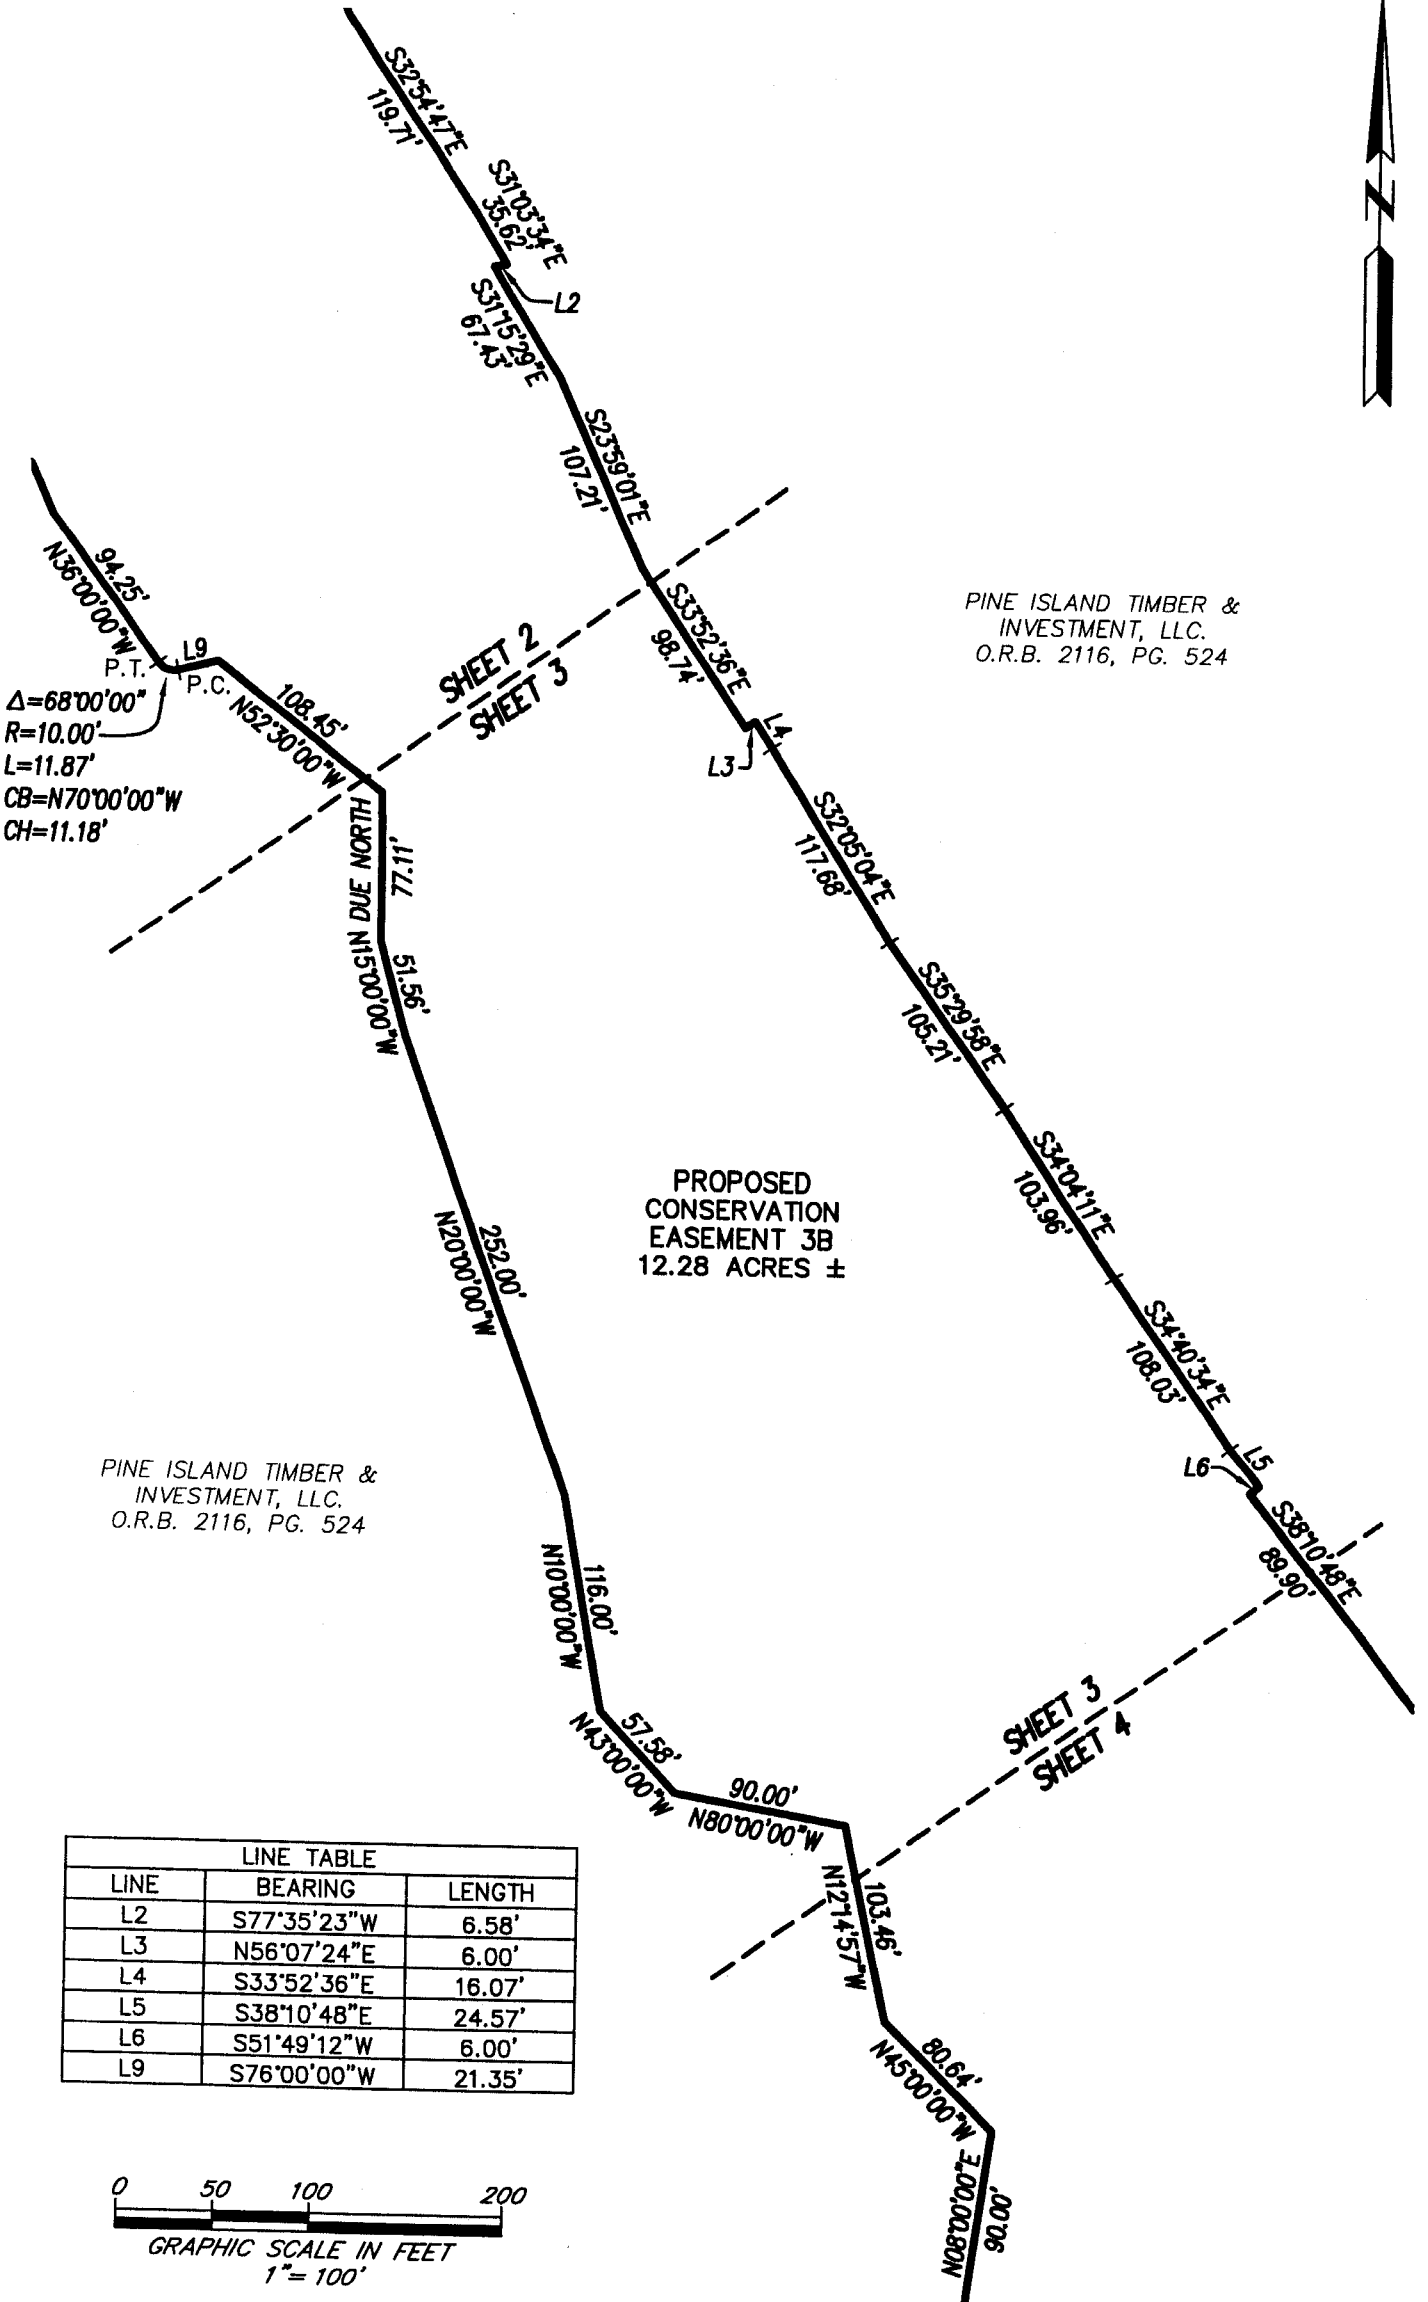 S32°54'47"E
119.71'
S31°03'34"E
35.62'
L2
S31°15'29"E
67.43'
S23°59'01"E
107.21'
N
94.25'
N36°00'00"W
P.T.
L9
P.C.
Δ=68°00'00"
R=10.00'
L=11.87'
CB=N70°00'00"W
CH=11.18'
108.45'
N52°30'00"W
SHEET 2
SHEET 3
S33°52'36"E
98.74'
L4
L3
PINE ISLAND TIMBER &
INVESTMENT, LLC.
O.R.B. 2116, PG. 524
DUE NORTH
77.11'
S32°05'04"E
117.68'
51.56'
N15°00'00"W
S35°29'58"E
105.21'
S34°04'11"E
103.96'
PROPOSED
CONSERVATION
EASEMENT 3B
12.28 ACRES ±
252.00'
N20°00'00"W
S34°40'34"E
108.03'
L5
L6
PINE ISLAND TIMBER &
INVESTMENT, LLC.
O.R.B. 2116, PG. 524
S38°10'48"E
89.90'
116.00'
N10°00'00"W
57.58'
N43°00'00"W
SHEET 3
SHEET 4
90.00'
N80°00'00"W
103.46'
N12°14'57"W
LINE TABLE
LINE BEARING LENGTH
L2 S77°35'23"W 6.58'
L3 N56°07'24"E 6.00'
L4 S33°52'36"E 16.07'
L5 S38°10'48"E 24.57'
L6 S51°49'12"W 6.00'
L9 S76°00'00"W 21.35'
80.64'
N45°00'00"W
N08°00'00"E
90.00'
0 50 100 200
GRAPHIC SCALE IN FEET
1"= 100'